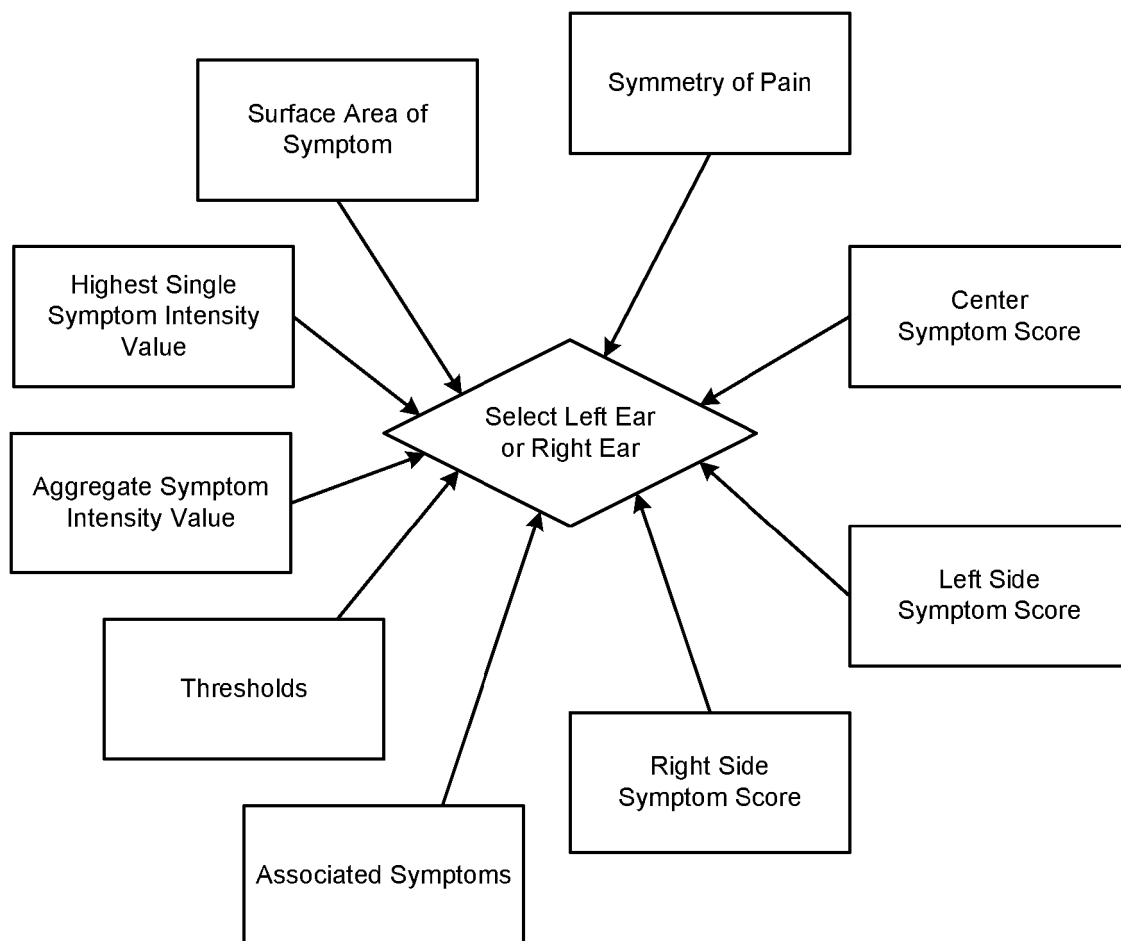 Symmetry of Pain
Surface Area of
Symptom
Highest Single
Symptom Intensity
Value
Center
Symptom Score
Select Left Ear
or Right Ear
Aggregate Symptom
Intensity Value
Left Side
Symptom Score
Thresholds
Right Side
Symptom Score
Associated Symptoms